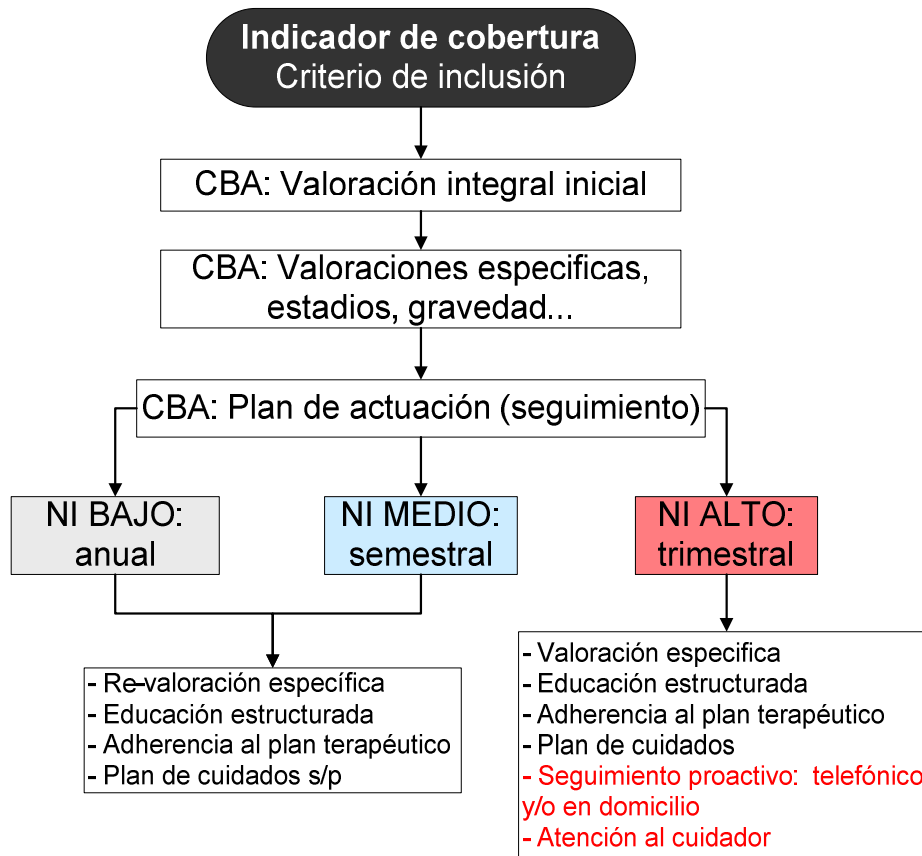 Indicador de cobertura
Criterio de inclusión
CBA: Valoración integral inicial
CBA: Valoraciones especificas,
estadios, gravedad...
CBA: Plan de actuación (seguimiento)
NI BAJO:
anual
NI MEDIO:
semestral
NI ALTO:
trimestral
- Re-valoración específica
- Educación estructurada
- Adherencia al plan terapéutico
- Plan de cuidados s/p
- Valoración especifica
- Educación estructurada
- Adherencia al plan terapéutico
- Plan de cuidados
- Seguimiento proactivo: telefónico
y/o en domicilio
- Atención al cuidador